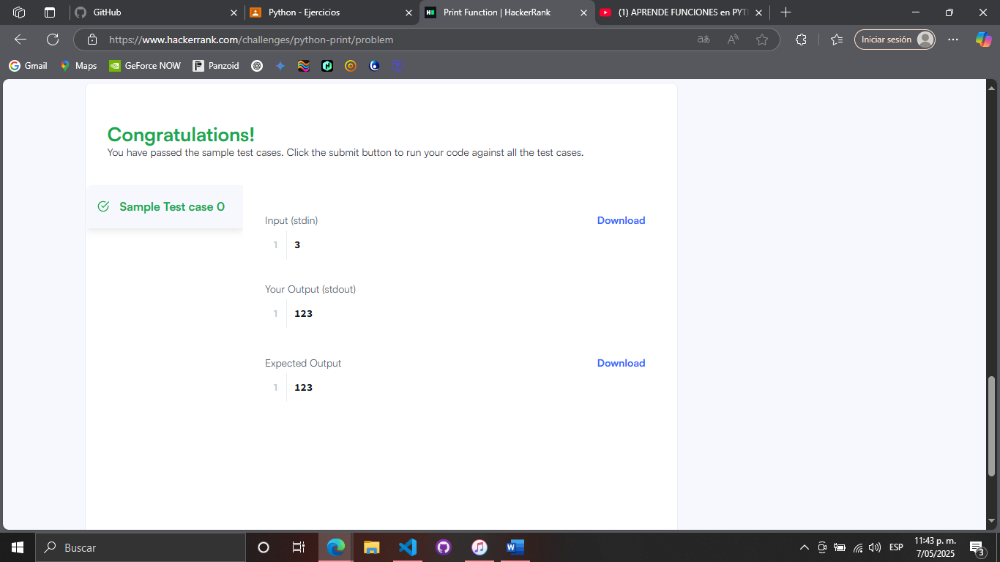 GitHub
Python - Ejercicios
Print Function | HackerRank
(1) APRENDE FUNCIONES en PYT
https://www.hackerrank.com/challenges/python-print/problem
Iniciar sesión
Gmail
Maps
GeForce NOW
Panzoid
Congratulations!
You have passed the sample test cases. Click the submit button to run your code against all the test cases.
Sample Test case 0
Input (stdin)
Download
1 3
Your Output (stdout)
1 123
Expected Output
Download
1 123
Buscar
ESP
11:43 p. m.
7/05/2025
3